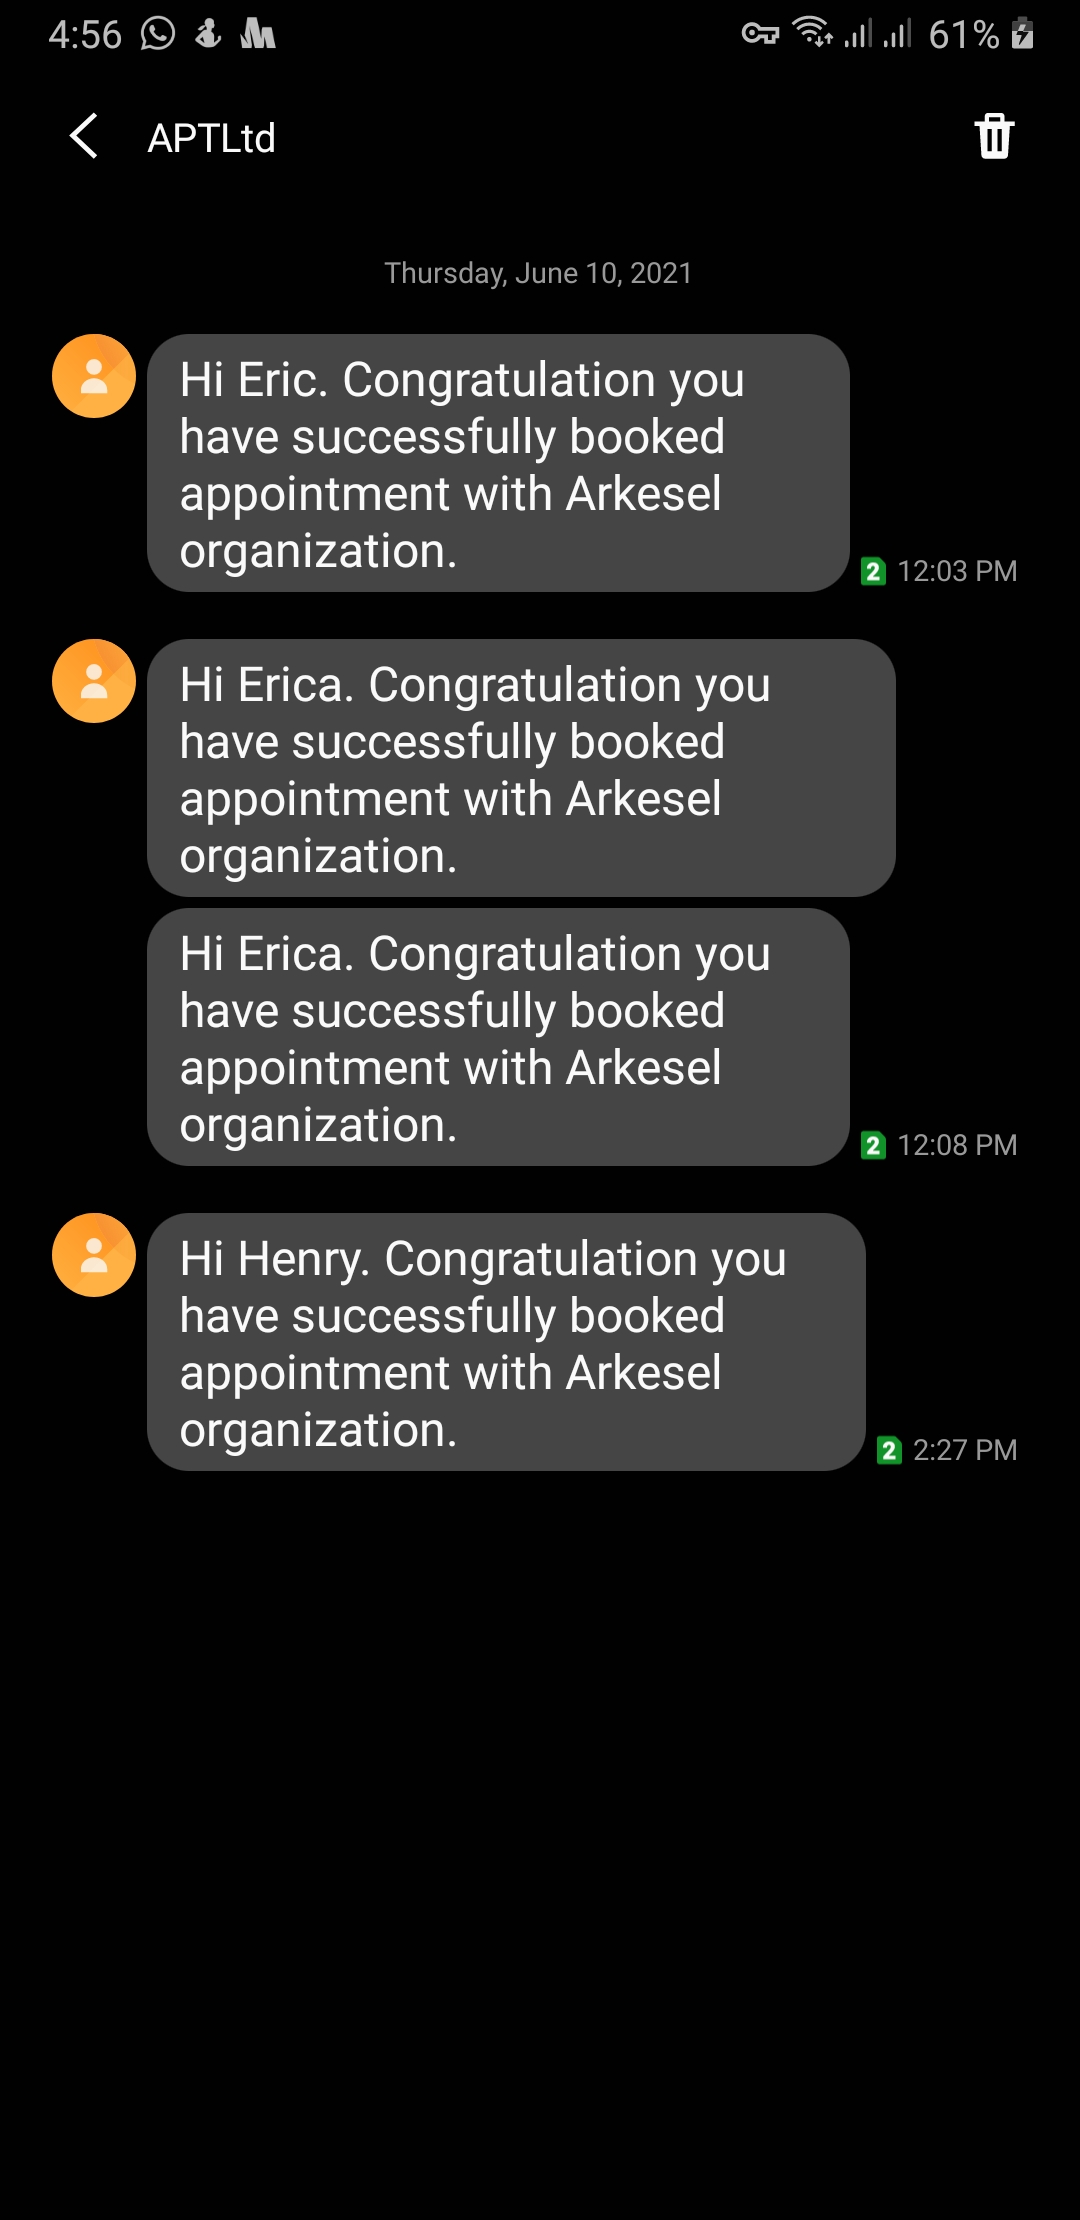 4:56 61%
APTLtd
Thursday, June 10, 2021
Hi Eric. Congratulation you
have successfully booked
appointment with Arkesel
organization.
2 12:03 PM
Hi Erica. Congratulation you
have successfully booked
appointment with Arkesel
organization.
Hi Erica. Congratulation you
have successfully booked
appointment with Arkesel
organization.
2 12:08 PM
Hi Henry. Congratulation you
have successfully booked
appointment with Arkesel
organization.
2 2:27 PM